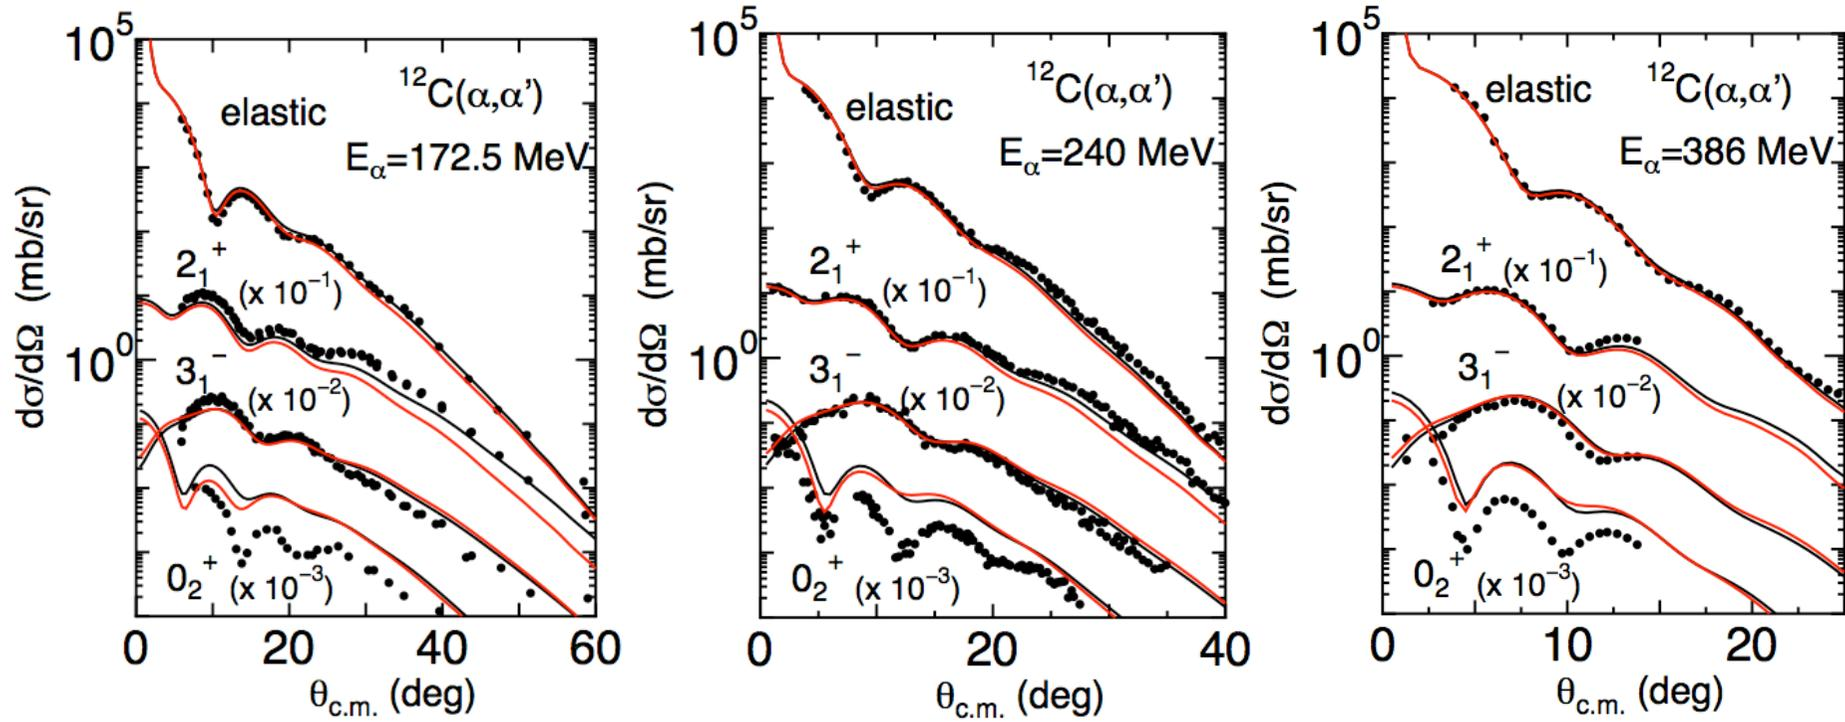 10^5
elastic
^12C(α,α')
E_α=172.5 MeV
2_1^+
(x 10^−1)
10^0
3_1^−
(x 10^−2)
0_2^+ (x 10^−3)
dσ/dΩ (mb/sr)
0 20 40 60
θ_c.m. (deg)
10^5
elastic
^12C(α,α')
E_α=240 MeV
2_1^+
(x 10^−1)
10^0
3_1^−
(x 10^−2)
0_2^+ (x 10^−3)
dσ/dΩ (mb/sr)
0 20 40
θ_c.m. (deg)
10^5
elastic
^12C(α,α')
E_α=386 MeV
2_1^+
(x 10^−1)
10^0
3_1^−
(x 10^−2)
0_2^+ (x 10^−3)
dσ/dΩ (mb/sr)
0 10 20
θ_c.m. (deg)